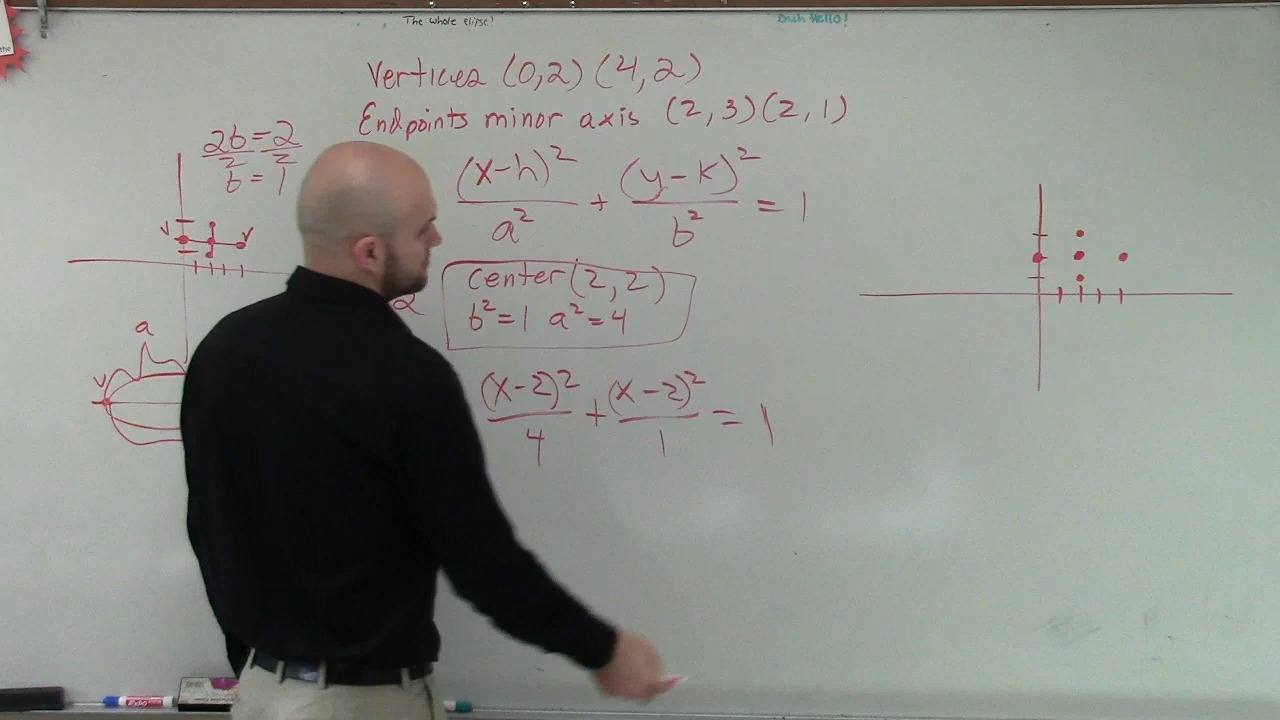 The whole elipse!
Duh Hello!
Vertices (0,2) (4,2)
Endpoints minor axis (2,3)(2,1)
2b = 2
2 2
b = 1
(x-h)² / a² + (y-k)² / b² = 1
v v
center (2,2)
b²=1 a²=4
a
v
(x-2)² / 4 + (x-2)² / 1 = 1
EXPO